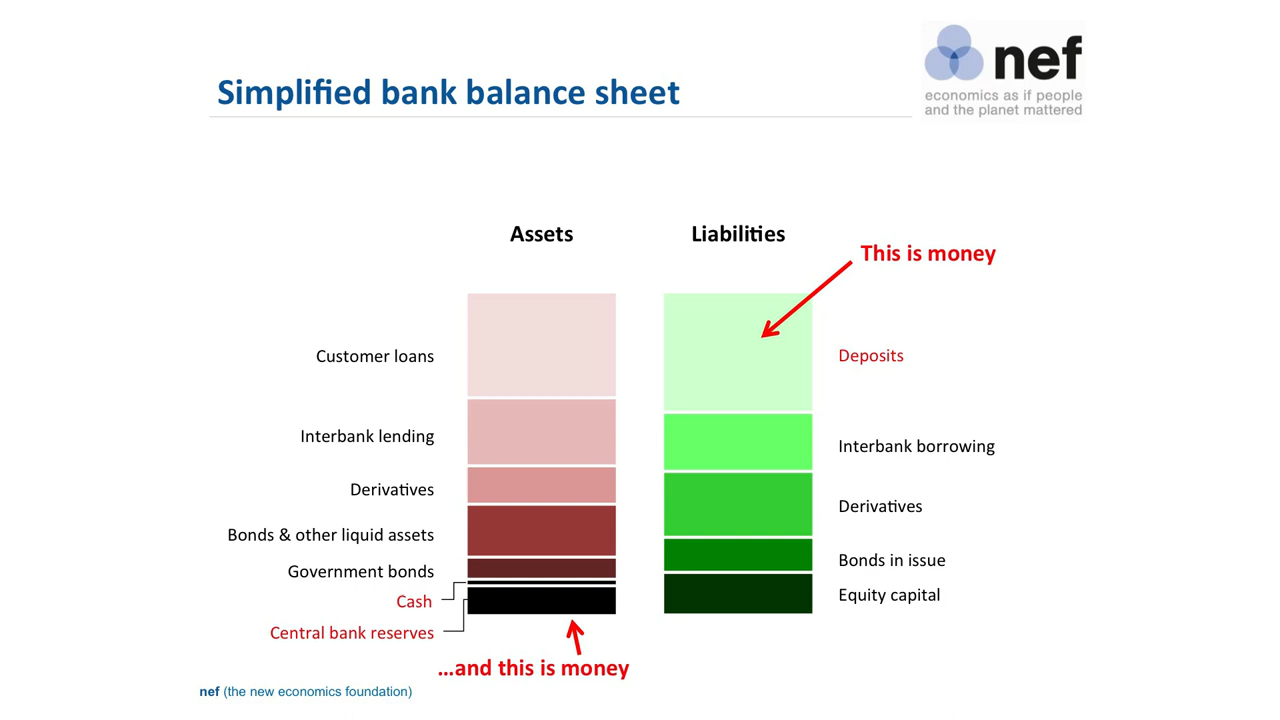 nef
economics as if people
and the planet mattered
Simplified bank balance sheet
Assets
Liabilities
This is money
Customer loans
Deposits
Interbank lending
Interbank borrowing
Derivatives
Derivatives
Bonds & other liquid assets
Bonds in issue
Government bonds
Equity capital
Cash
Central bank reserves
...and this is money
nef (the new economics foundation)